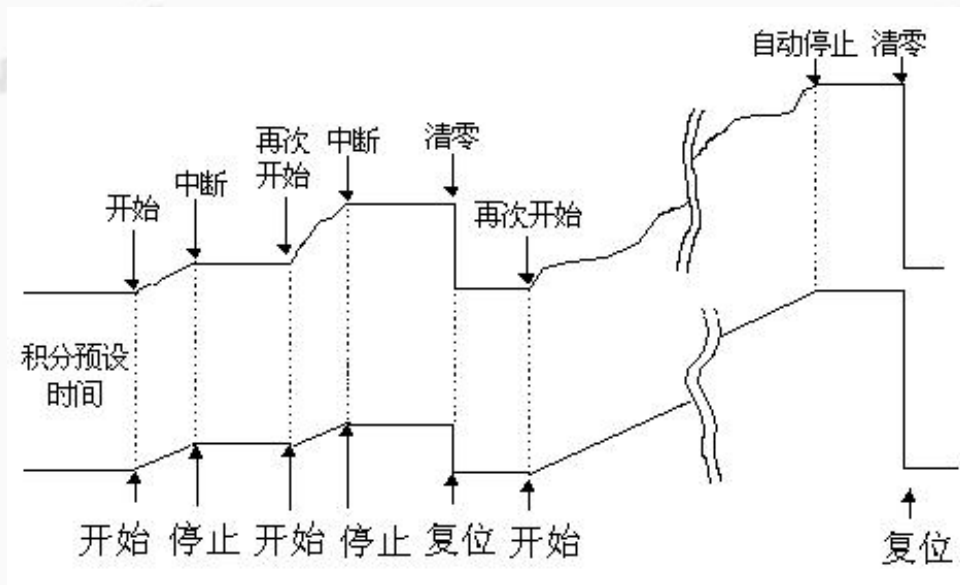 自动停止 清零
再次
开始
中断
清零
中断
开始
再次开始
积分预设
时间
开始 停止 开始 停止 复位 开始
复位